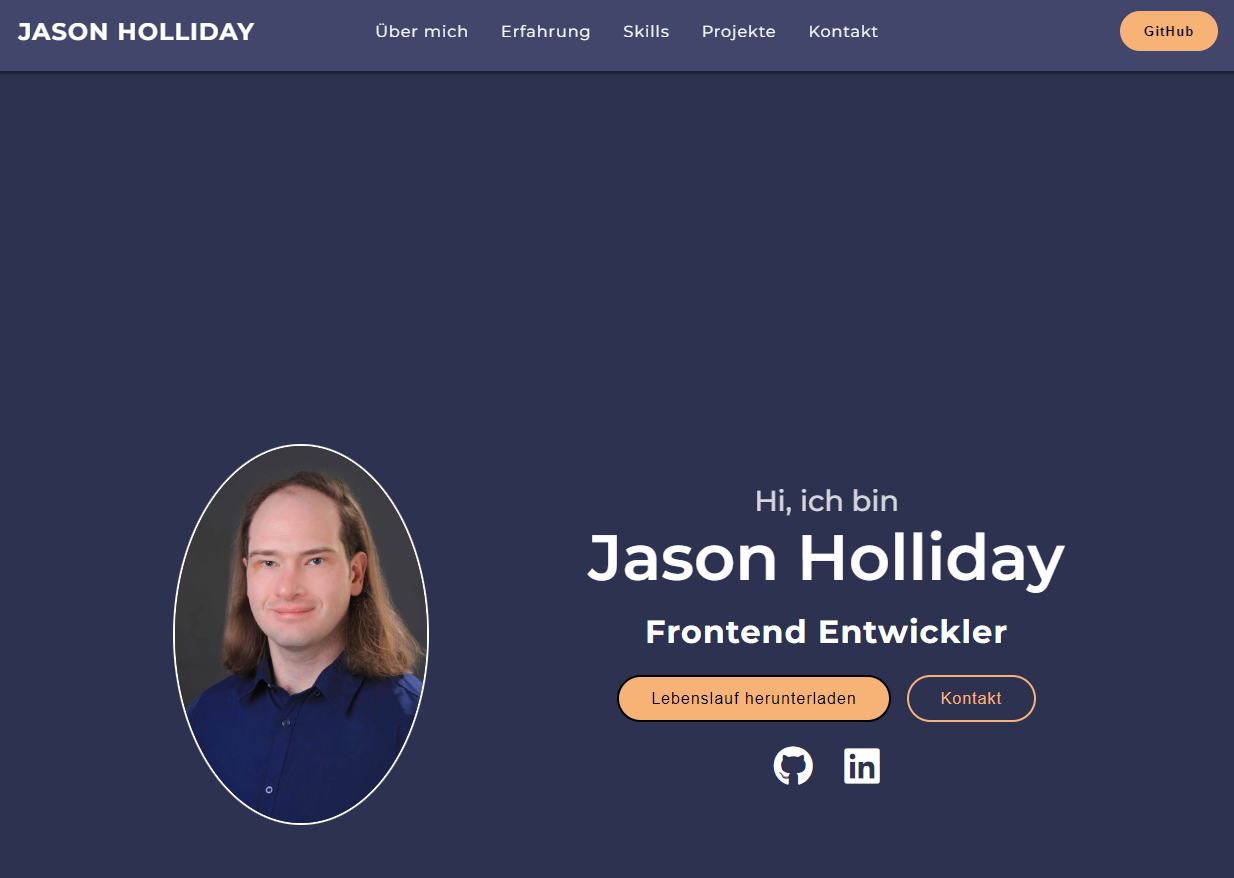 JASON HOLLIDAY
Über mich Erfahrung Skills Projekte Kontakt
GitHub
Hi, ich bin
Jason Holliday
Frontend Entwickler
Lebenslauf herunterladen Kontakt
in